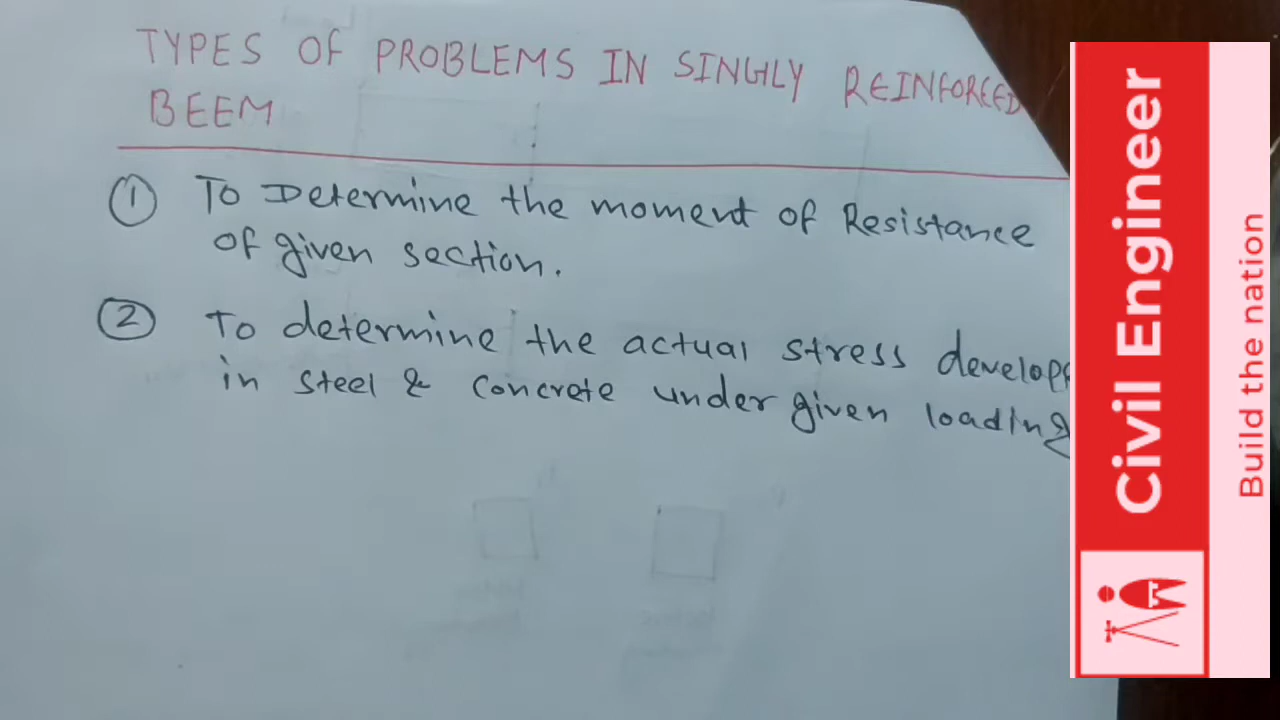 TYPES OF PROBLEMS IN SINGLY REINFORCED
BEEM
1 To Determine the moment of Resistance
of given section.
2 To determine the actual stress develop
in steel & concrete under given loading
Civil Engineer
Build the nation